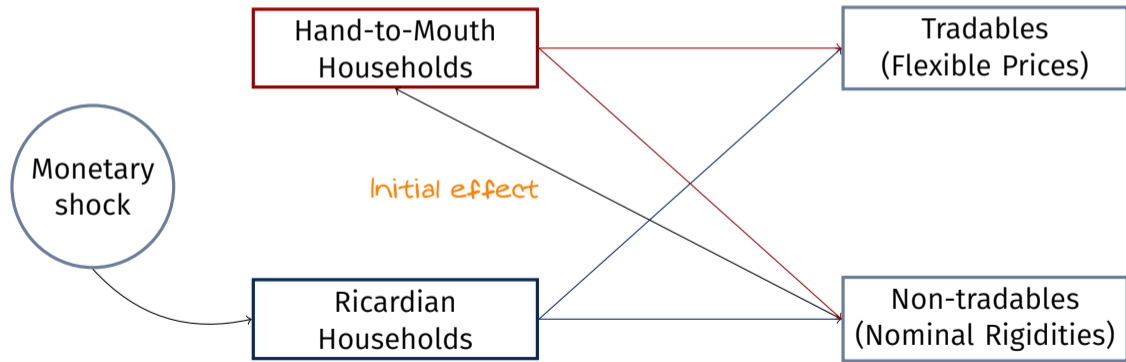 Hand-to-Mouth
Households
Tradables
(Flexible Prices)
Monetary
shock
Initial effect
Ricardian
Households
Non-tradables
(Nominal Rigidities)